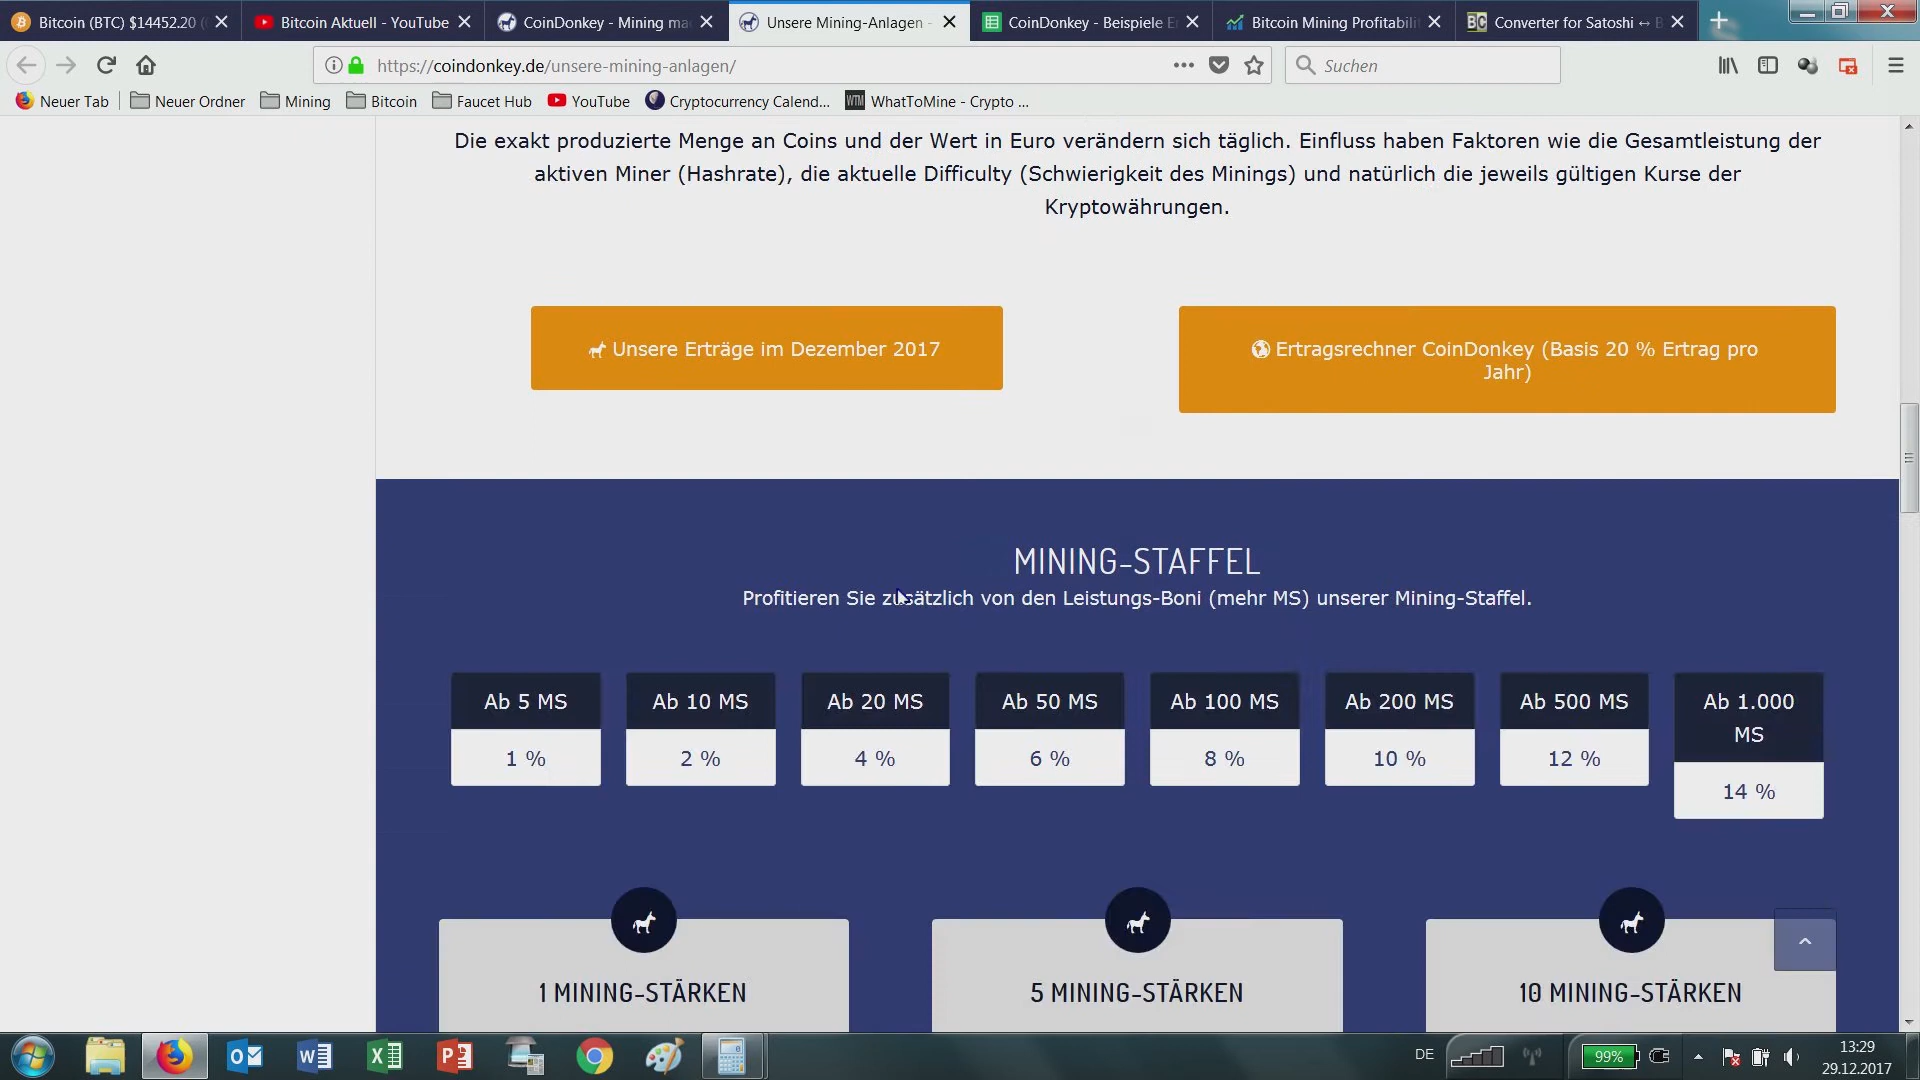 Bitcoin (BTC) $14452.20 (
Bitcoin Aktuell - YouTube
CoinDonkey - Mining ma
Unsere Mining-Anlagen -
CoinDonkey - Beispiele E
Bitcoin Mining Profitabili
BC
Converter for Satoshi ↔ B
https://coindonkey.de/unsere-mining-anlagen/
Suchen
Neuer Tab
Neuer Ordner
Mining
Bitcoin
Faucet Hub
YouTube
Cryptocurrency Calend...
WTM
WhatToMine - Crypto ...
Die exakt produzierte Menge an Coins und der Wert in Euro verändern sich täglich. Einfluss haben Faktoren wie die Gesamtleistung der
aktiven Miner (Hashrate), die aktuelle Difficulty (Schwierigkeit des Minings) und natürlich die jeweils gültigen Kurse der
Kryptowährungen.
Unsere Erträge im Dezember 2017
Ertragsrechner CoinDonkey (Basis 20 % Ertrag pro
Jahr)
MINING-STAFFEL
Profitieren Sie zusätzlich von den Leistungs-Boni (mehr MS) unserer Mining-Staffel.
Ab 5 MS
1 %
Ab 10 MS
2 %
Ab 20 MS
4 %
Ab 50 MS
6 %
Ab 100 MS
8 %
Ab 200 MS
10 %
Ab 500 MS
12 %
Ab 1.000
MS
14 %
1 MINING-STÄRKEN
5 MINING-STÄRKEN
10 MINING-STÄRKEN
DE
99%
13:29
29.12.2017